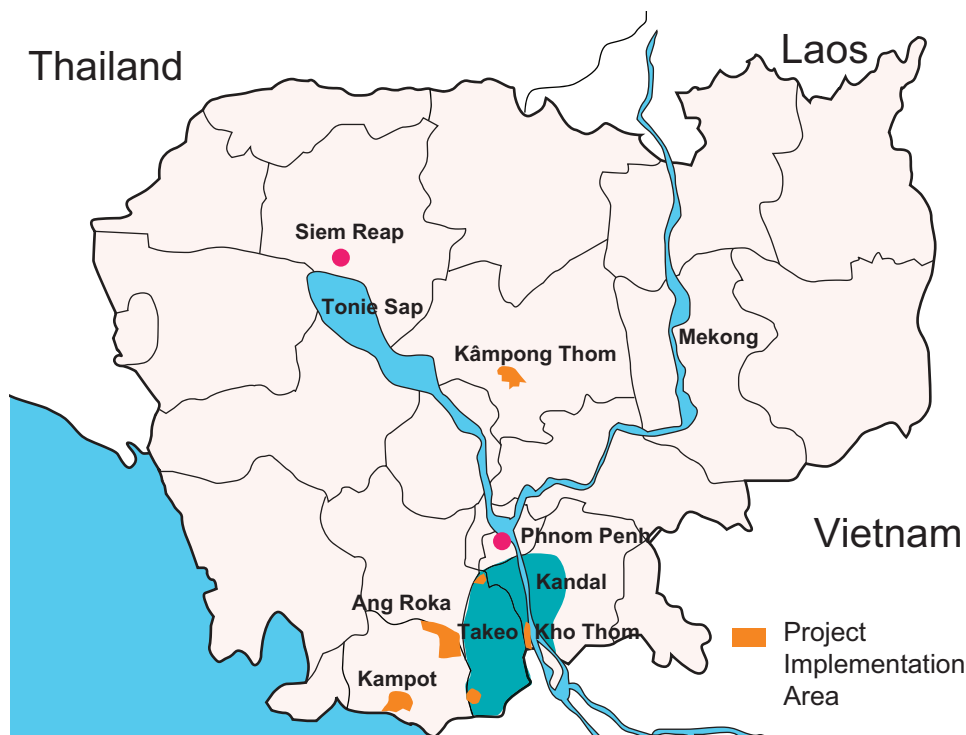 Thailand
Laos
Siem Reap
Tonie Sap
Mekong
Kâmpong Thom
Phnom Penh
Vietnam
Kandal
Ang Roka
Takeo
Kho Thom
Kampot
Project
Implementation
Area